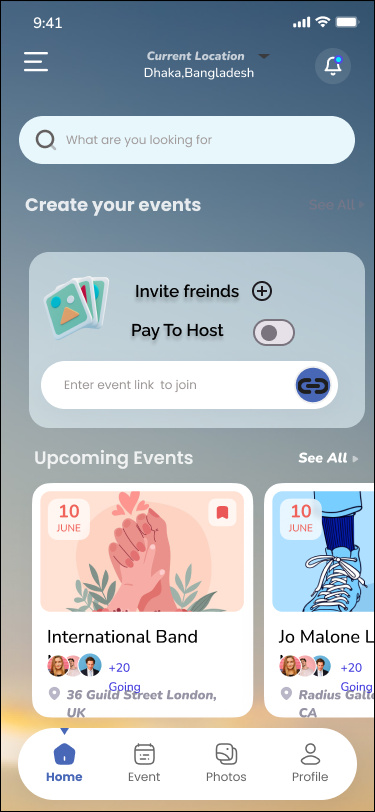 9:41
Current Location
Dhaka,Bangladesh
What are you looking for
Create your events
See All
Invite freinds
Pay To Host
Enter event link to join
Upcoming Events
See All
10
JUNE
10
JUNE
International Band
Jo Malone L
+20
Going
+20
Going
36 Guild Street London,
UK
Radius Galle
CA
Home
Event
Photos
Profile